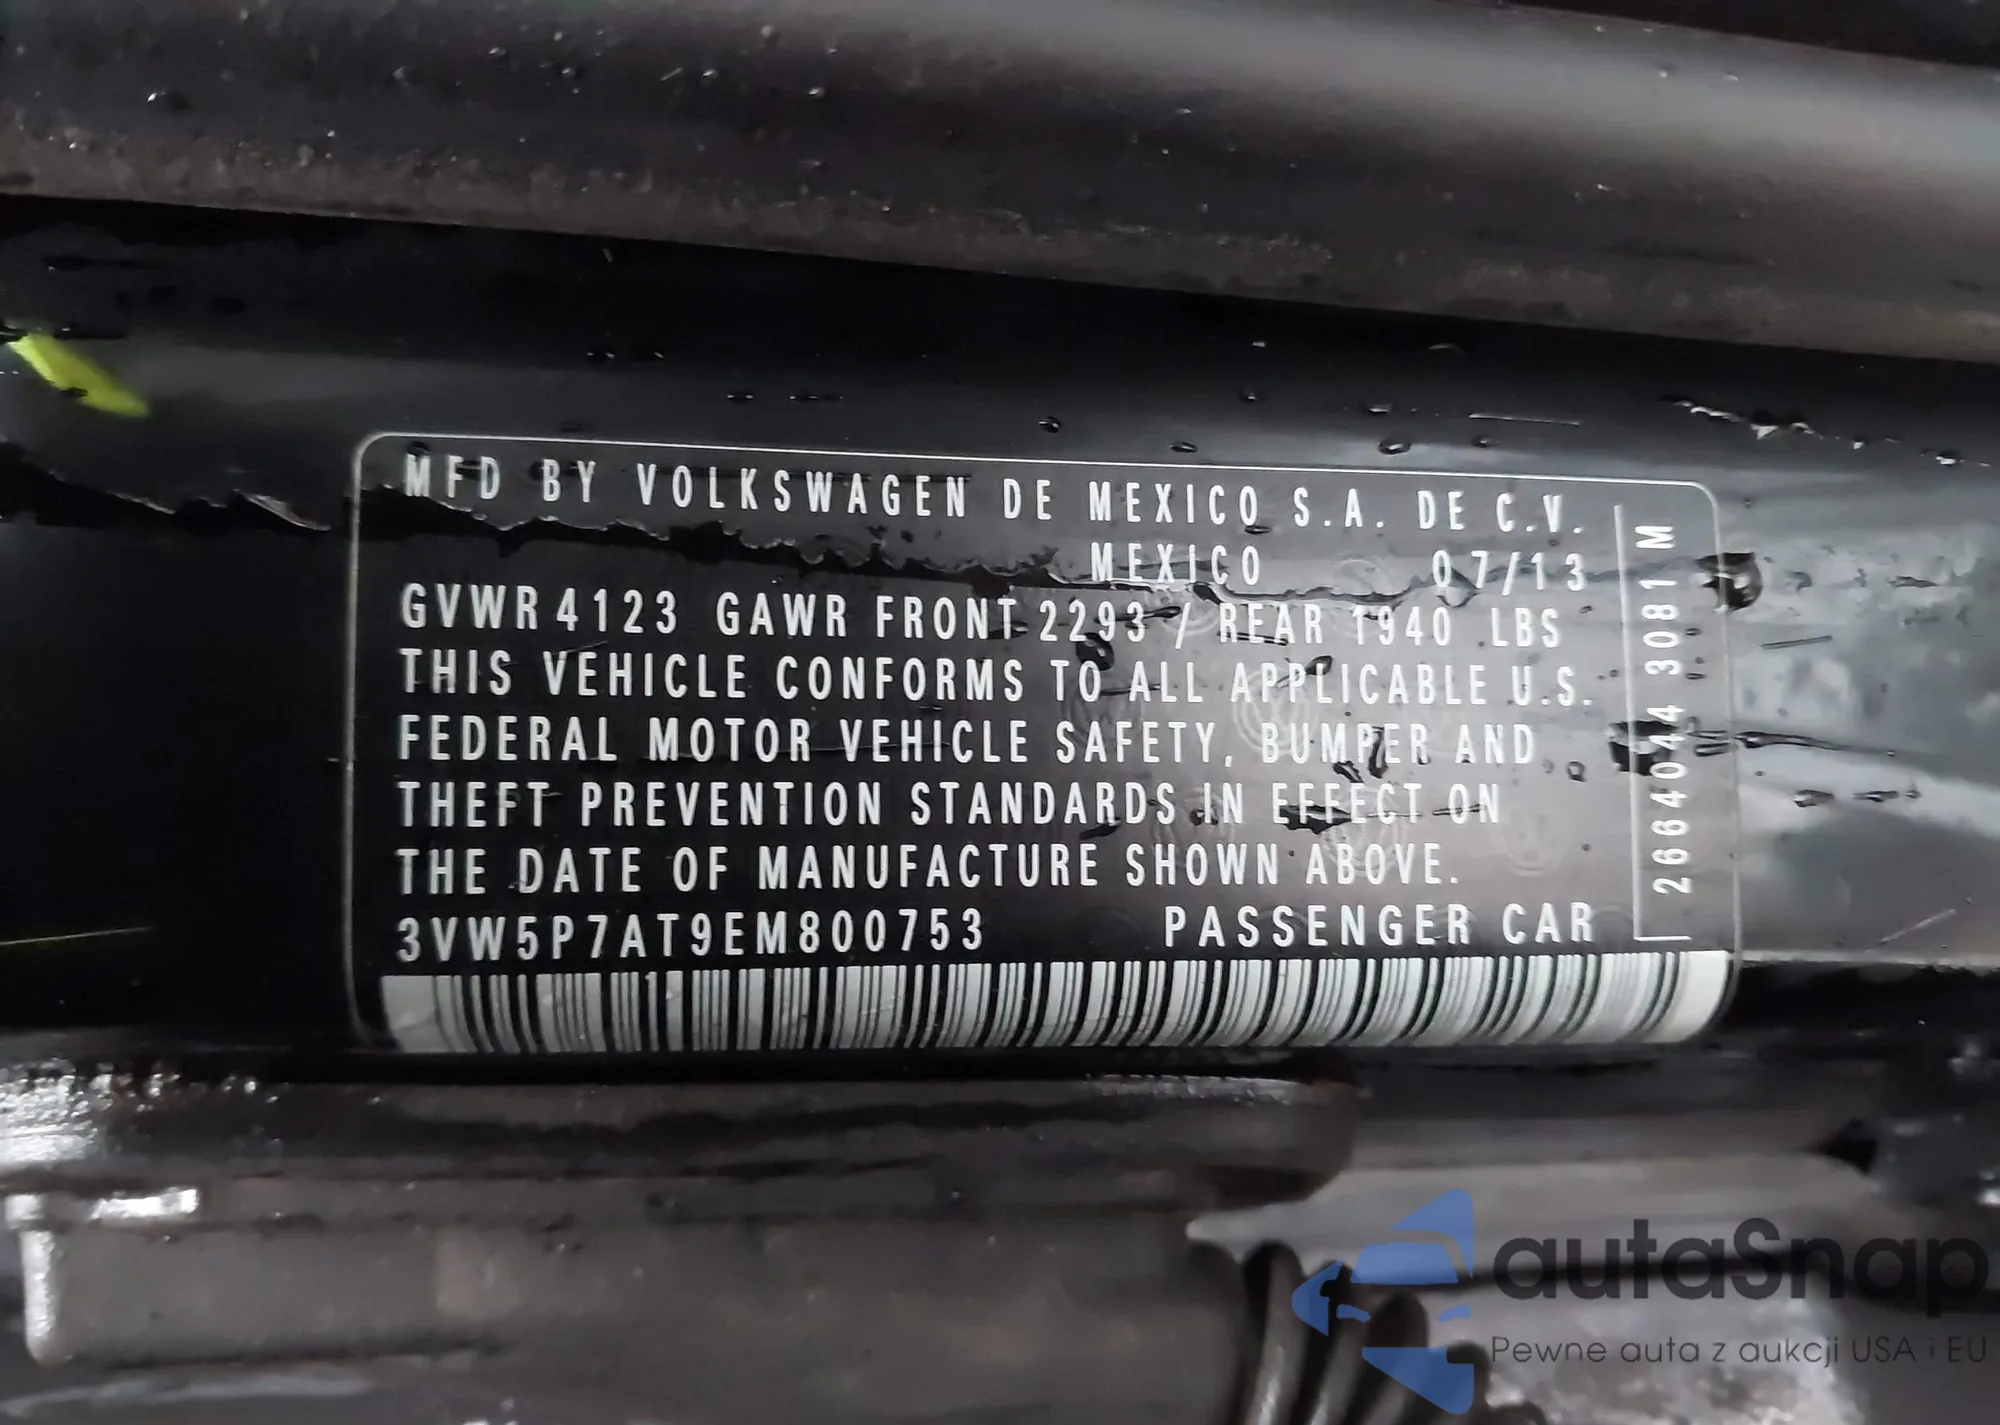 MFD BY VOLKSWAGEN DE MEXICO S.A. DE C.V.
MEXICO 07/13
GVWR 4123 GAWR FRONT 2293 / REAR 1940 LBS
THIS VEHICLE CONFORMS TO ALL APPLICABLE U.S.
FEDERAL MOTOR VEHICLE SAFETY, BUMPER AND
THEFT PREVENTION STANDARDS IN EFFECT ON
THE DATE OF MANUFACTURE SHOWN ABOVE.
3VW5P7AT9EM800753 PASSENGER CAR
2664044 3081 M
autaSnap
Pewne auta z aukcji USA i EU